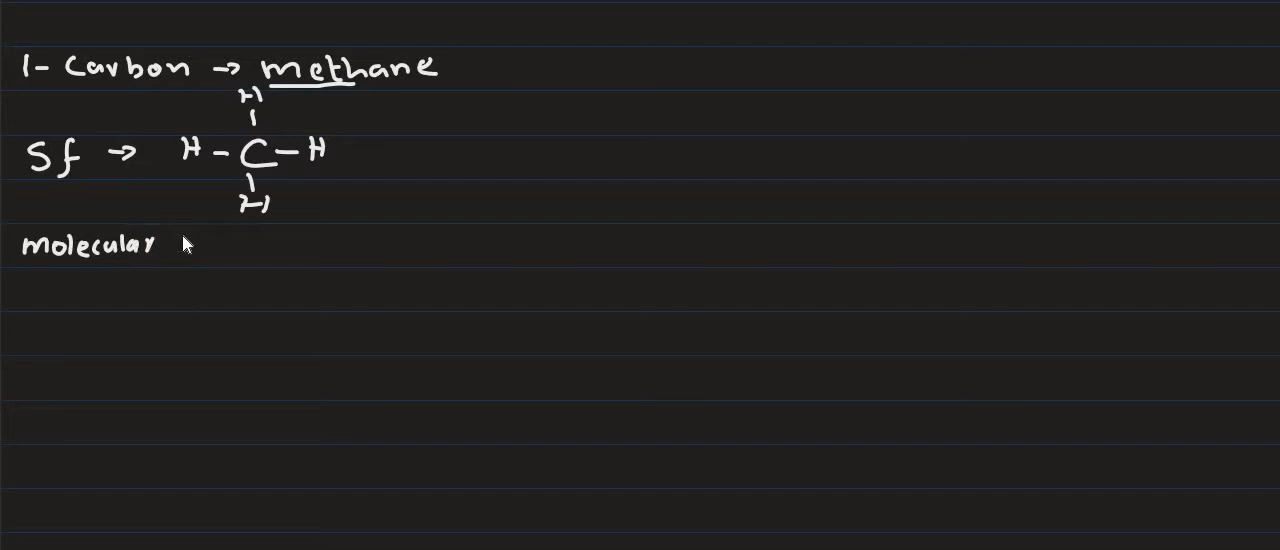 1- Carbon → methane
H
Sf → H - C - H
H
molecular